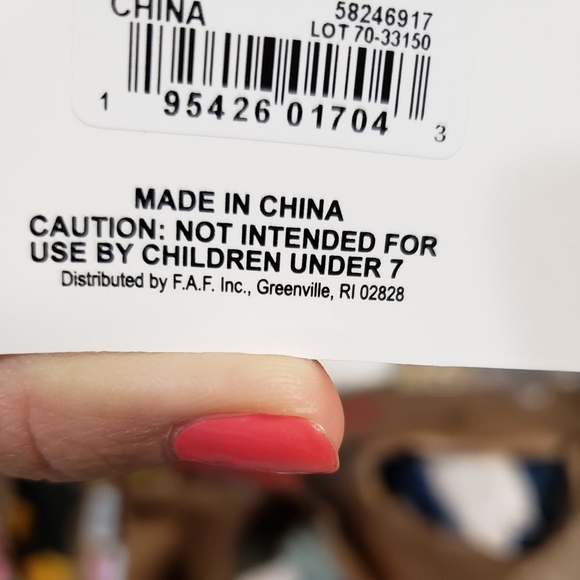 CHINA 58246917
LOT 70-33150
1 95426 01704 3
MADE IN CHINA
CAUTION: NOT INTENDED FOR
USE BY CHILDREN UNDER 7
Distributed by F.A.F. Inc., Greenville, RI 02828